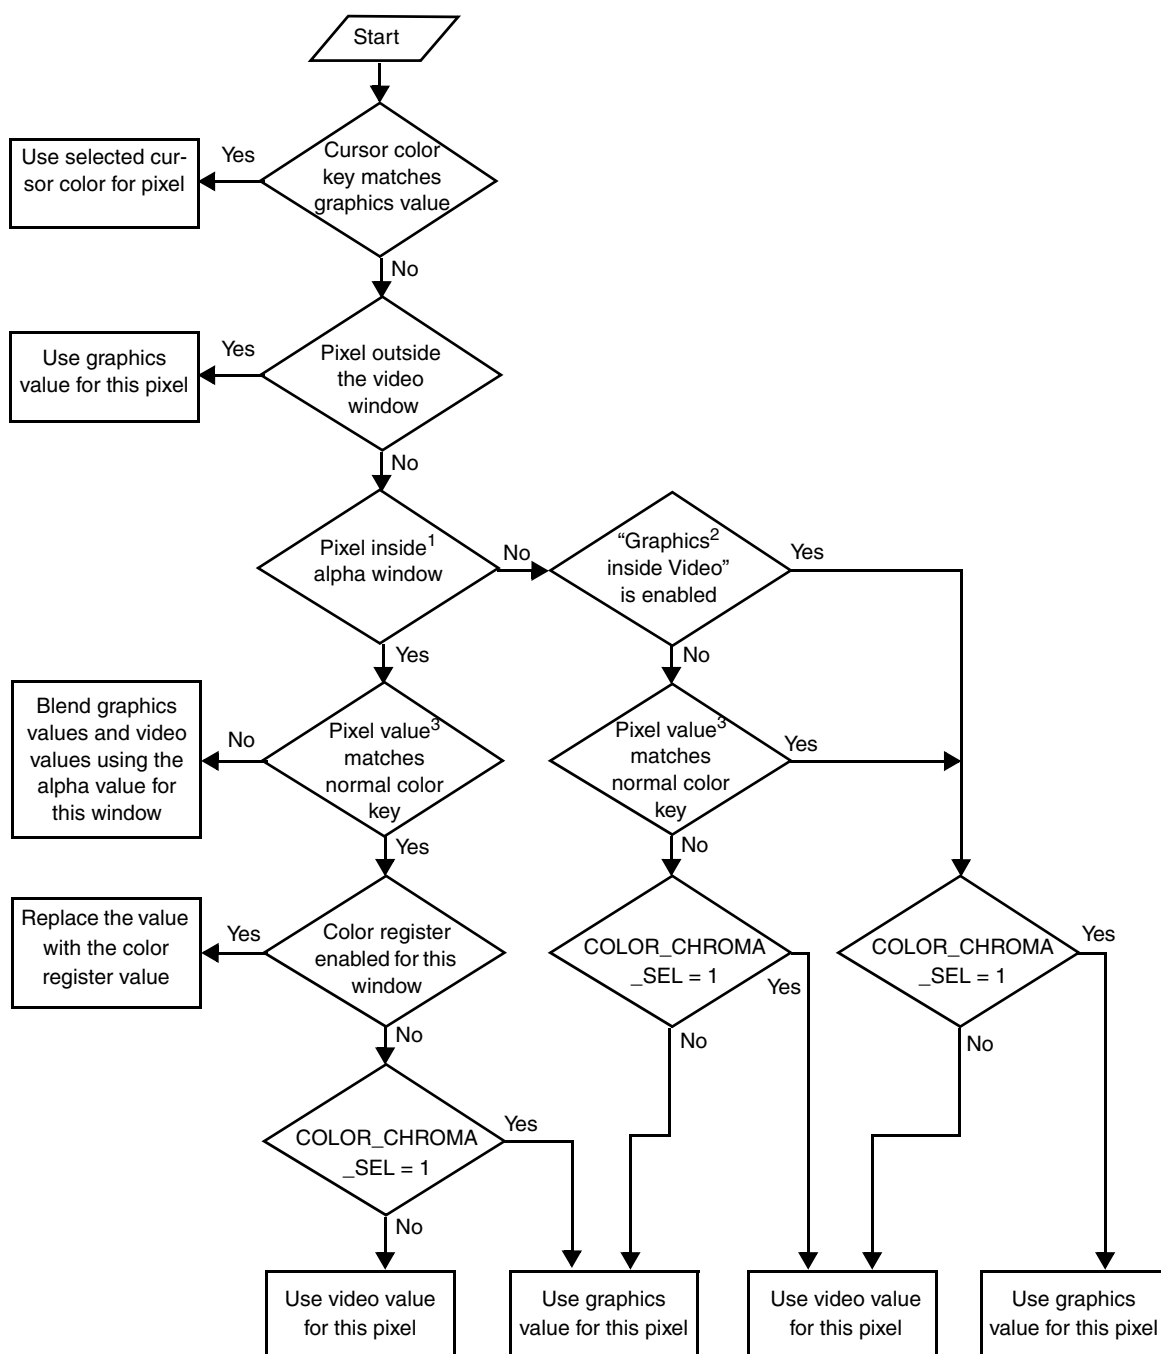 Start
Cursor color
key matches
graphics value
Yes
Use selected cur-
sor color for pixel
No
Pixel outside
the video
window
Yes
Use graphics
value for this pixel
No
Pixel inside1
alpha window
No
“Graphics2
inside Video”
is enabled
Yes
Yes
No
Blend graphics
values and video
values using the
alpha value for
this window
No
Pixel value3
matches
normal color
key
Pixel value3
matches
normal color
key
Yes
Yes
No
Replace the value
with the color
register value
Yes
Color register
enabled for this
window
COLOR_CHROMA
_SEL = 1
Yes
COLOR_CHROMA
_SEL = 1
Yes
No
No
No
COLOR_CHROMA
_SEL = 1
Yes
No
Use video value
for this pixel
Use graphics
value for this pixel
Use video value
for this pixel
Use graphics
value for this pixel